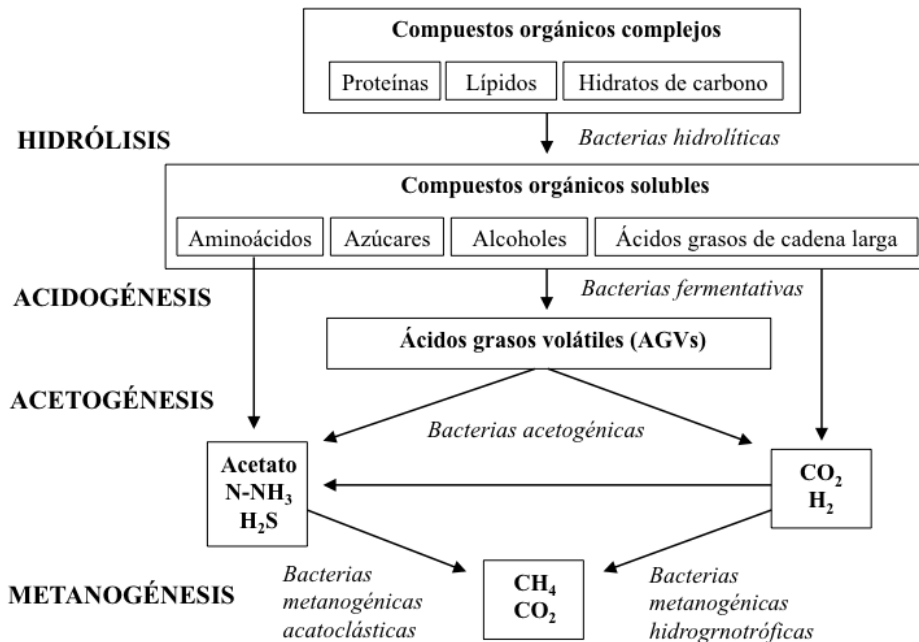 Compuestos orgánicos complejos
Proteínas
Lípidos
Hidratos de carbono
HIDRÓLISIS
Bacterias hidrolíticas
Compuestos orgánicos solubles
Aminoácidos
Azúcares
Alcoholes
Ácidos grasos de cadena larga
ACIDOGÉNESIS
Bacterias fermentativas
Ácidos grasos volátiles (AGVs)
ACETOGÉNESIS
Bacterias acetogénicas
Acetato
N-NH₃
H₂S
CO₂
H₂
METANOGÉNESIS
Bacterias
metanogénicas
acatoclásticas
CH₄
CO₂
Bacterias
metanogénicas
hidrogrnotróficas